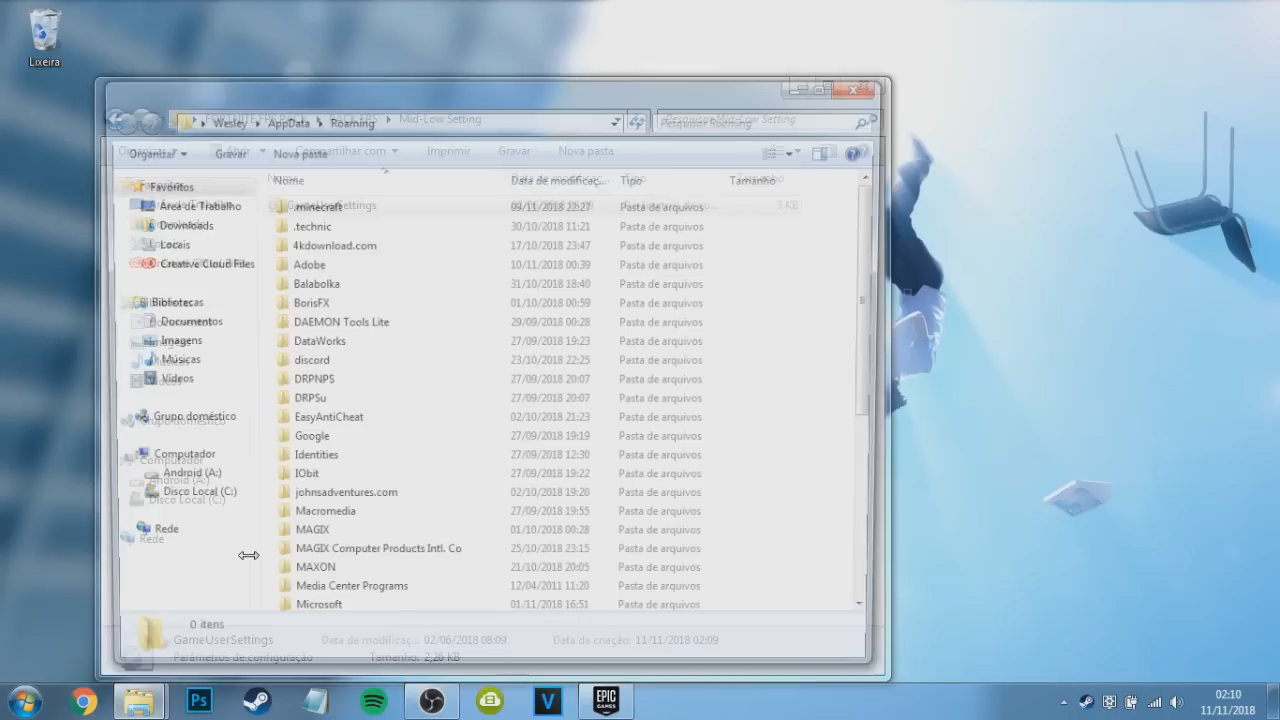 Lixeira
Wesley
AppData
Roaming
Mid-Low Setting
Pesquisar Mid-Low Setting
Pesquisar Roaming
Organizar
Gravar
Nova pasta
Compartilhar com
Imprimir
Gravar
Nova pasta
Nome
Data de modificaç...
Tipo
Tamanho
Favoritos
Área de Trabalho
Downloads
Locais
Creative Cloud Files
Bibliotecas
Documentos
Imagens
Músicas
Vídeos
Grupo doméstico
Grupo doméstico
Computador
Computador
Android (A:)
Android (A:)
Disco Local (C:)
Disco Local (C:)
Rede
Rede
.minecraft 09/11/2018 22:27 Pasta de arquivos
3 KB
.technic 30/10/2018 11:21 Pasta de arquivos
4kdownload.com 17/10/2018 23:47 Pasta de arquivos
Adobe 10/11/2018 00:39 Pasta de arquivos
Balabolka 31/10/2018 18:40 Pasta de arquivos
BorisFX 01/10/2018 00:59 Pasta de arquivos
DAEMON Tools Lite 29/09/2018 00:28 Pasta de arquivos
DataWorks 27/09/2018 19:23 Pasta de arquivos
discord 23/10/2018 22:25 Pasta de arquivos
DRPNPS 27/09/2018 20:07 Pasta de arquivos
DRPSu 27/09/2018 20:07 Pasta de arquivos
EasyAntiCheat 02/10/2018 21:23 Pasta de arquivos
Google 27/09/2018 19:19 Pasta de arquivos
Identities 27/09/2018 12:30 Pasta de arquivos
IObit 27/09/2018 19:22 Pasta de arquivos
johnsadventures.com 02/10/2018 19:20 Pasta de arquivos
Macromedia 27/09/2018 19:55 Pasta de arquivos
MAGIX 01/10/2018 00:28 Pasta de arquivos
MAGIX Computer Products Intl. Co 25/10/2018 23:15 Pasta de arquivos
MAXON 21/10/2018 20:05 Pasta de arquivos
Media Center Programs 12/04/2011 11:20 Pasta de arquivos
Microsoft 01/11/2018 16:51 Pasta de arquivos
0 itens
GameUserSettings Data de modificaç... 02/06/2018 08:09 Data da criação: 11/11/2018 02:09
Parâmetros de configuração Tamanho: 2,26 KB
Ps
V
EPIC
GAMES
02:10
11/11/2018